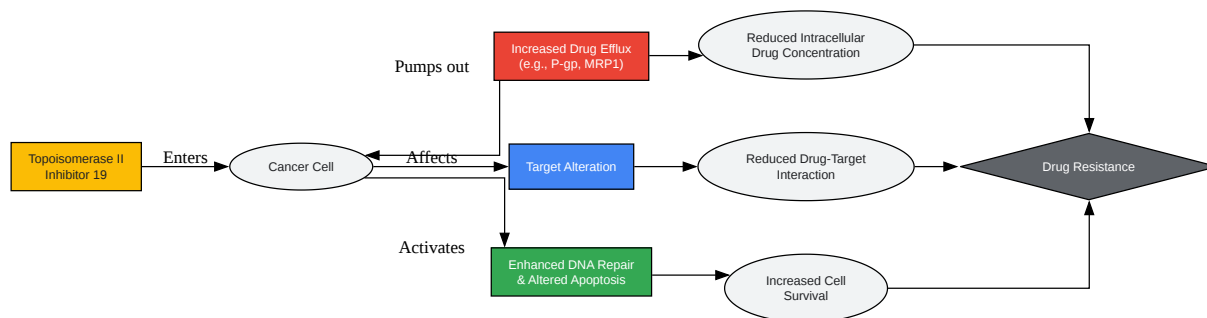 Increased Drug Efflux
(e.g., P-gp, MRP1)
Reduced Intracellular
Drug Concentration
Pumps out
Topoisomerase II
Inhibitor 19
Enters
Cancer Cell
Affects
Target Alteration
Reduced Drug-Target
Interaction
Drug Resistance
Activates
Enhanced DNA Repair
& Altered Apoptosis
Increased Cell
Survival